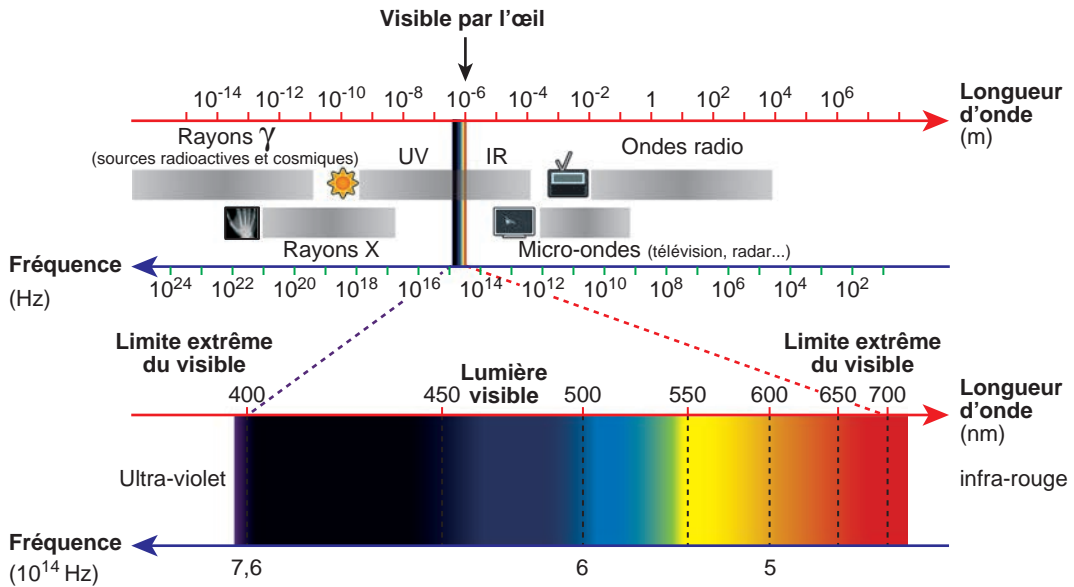 Visible par l'œil
10-14 10-12 10-10 10-8 10-6 10-4 10-2 1 102 104 106
Longueur
d'onde
(m)
Rayons γ
(sources radioactives et cosmiques)
UV
IR
Ondes radio
Rayons X
Micro-ondes (télévision, radar...)
Fréquence
(Hz)
1024 1022 1020 1018 1016 1014 1012 1010 108 106 104 102
Limite extrême
du visible
Lumière
visible
Limite extrême
du visible
400 450 500 550 600 650 700
Longueur
d'onde
(nm)
Ultra-violet
infra-rouge
Fréquence
(1014 Hz)
7,6 6 5